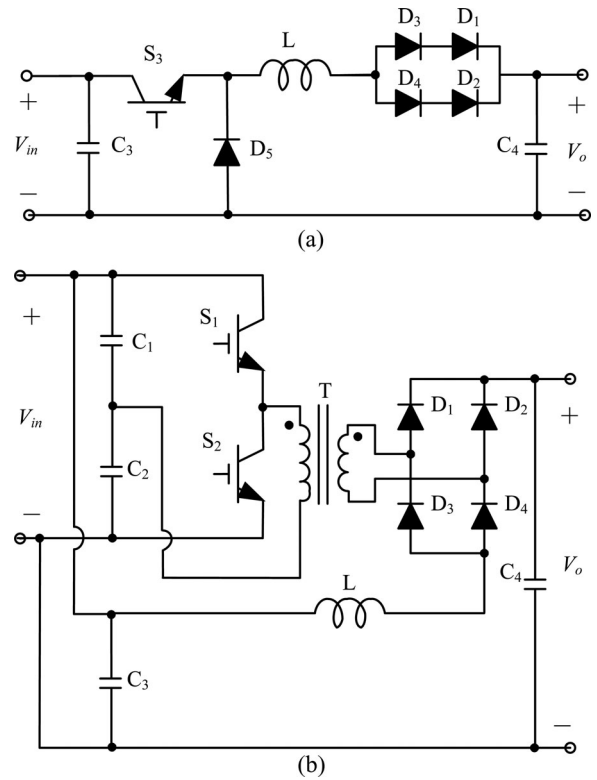 D₃ D₁
S₃ L
D₄ D₂
+ +
Vin C₃ D₅ C₄ Vo
− −
(a)
+ C₁ S₁
T
D₁ D₂ +
Vin
S₂
C₂
D₃ D₄
−
C₄ Vo
L
C₃
−
(b)